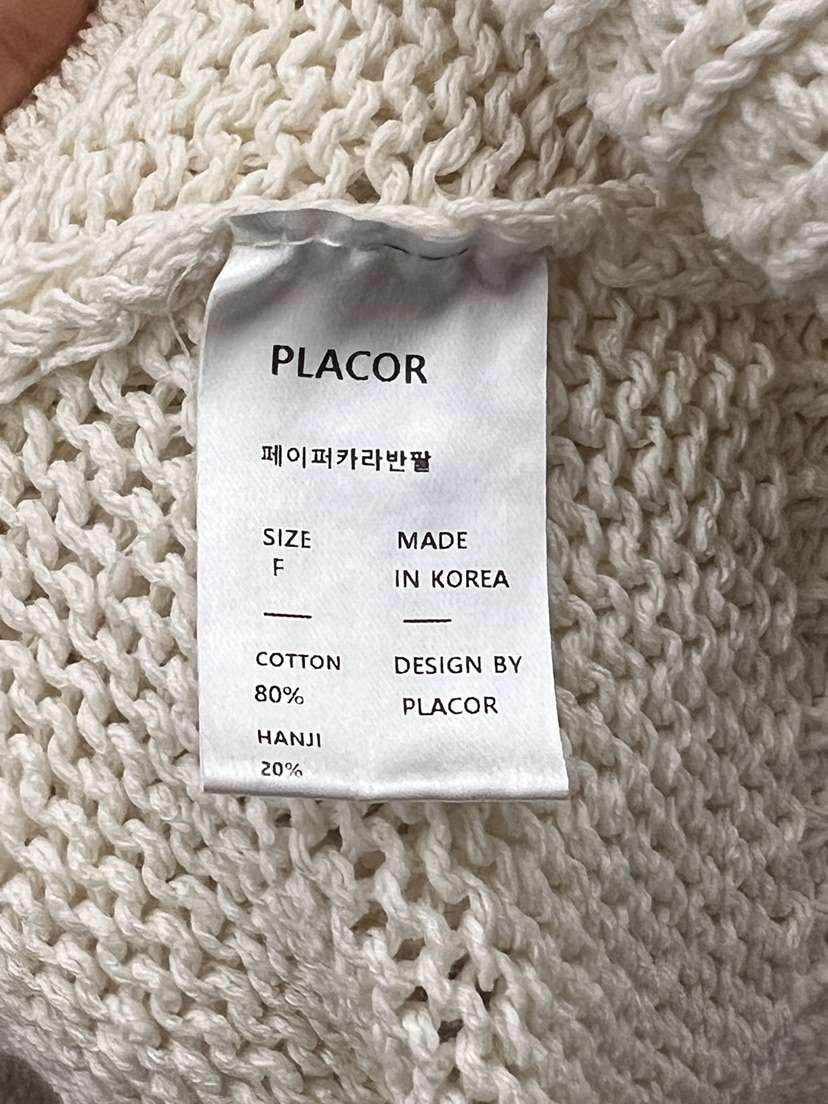 PLACOR
페이퍼카라반팔
SIZE
F
MADE
IN KOREA
COTTON
80%
HANJI
20%
DESIGN BY
PLACOR